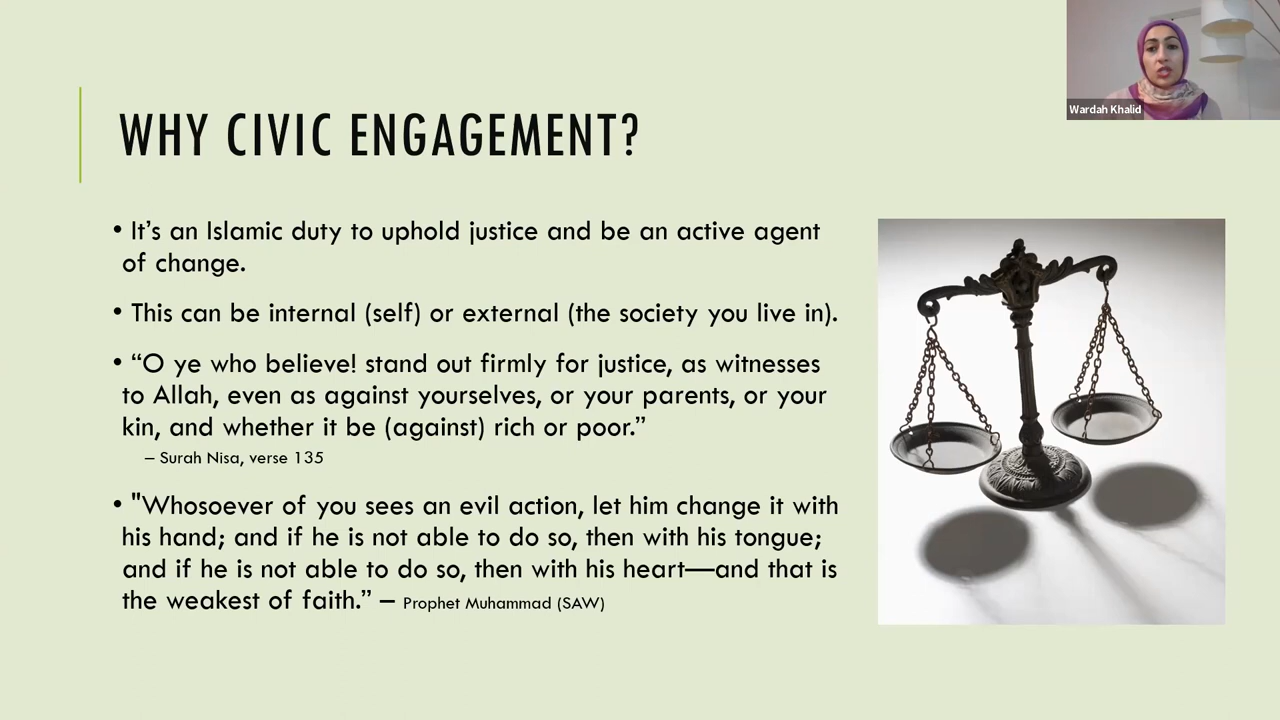 Wardah Khalid
WHY CIVIC ENGAGEMENT?
• It’s an Islamic duty to uphold justice and be an active agent
of change.
• This can be internal (self) or external (the society you live in).
• “O ye who believe! stand out firmly for justice, as witnesses
to Allah, even as against yourselves, or your parents, or your
kin, and whether it be (against) rich or poor.”
– Surah Nisa, verse 135
• "Whosoever of you sees an evil action, let him change it with
his hand; and if he is not able to do so, then with his tongue;
and if he is not able to do so, then with his heart—and that is
the weakest of faith.” – Prophet Muhammad (SAW)